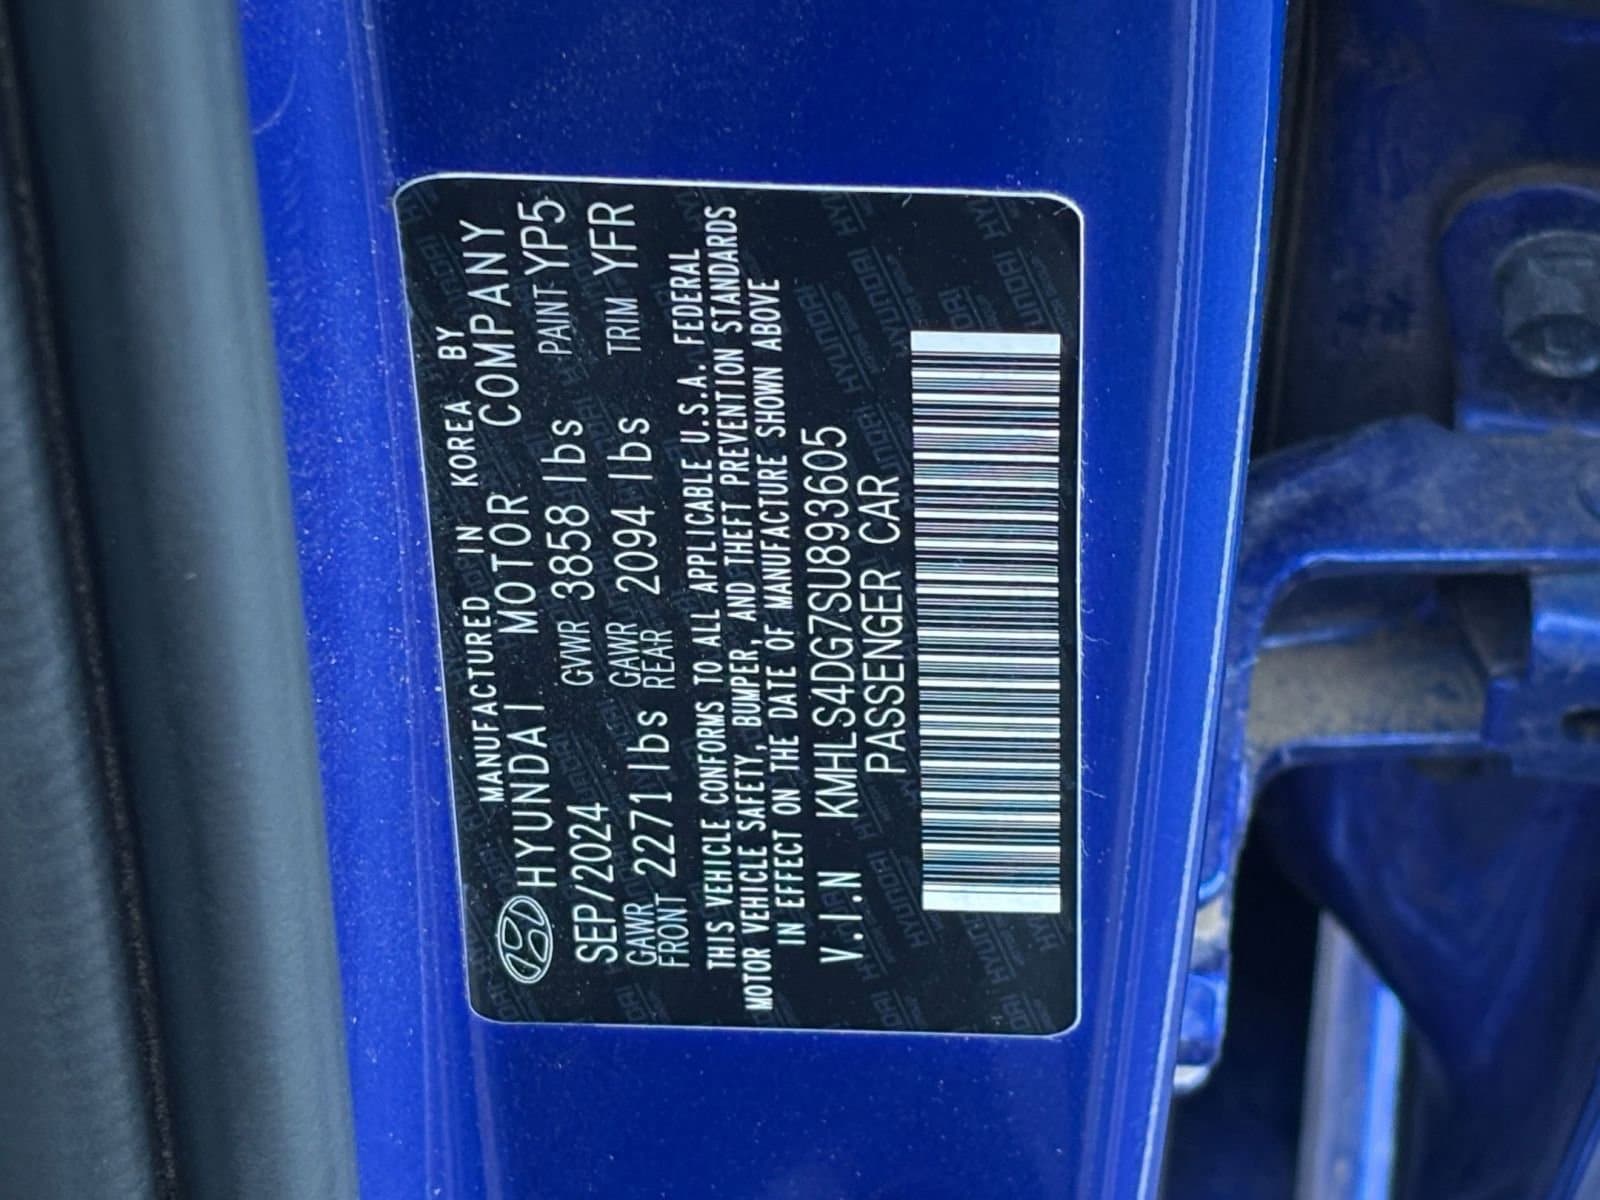 MANUFACTURED IN KOREA BY
HYUNDAI MOTOR COMPANY
SEP/2024 GVWR 3858 lbs PAINT YP5
GAWR FRONT 2271 lbs GAWR REAR 2094 lbs TRIM YFR
THIS VEHICLE CONFORMS TO ALL APPLICABLE U.S.A. FEDERAL
MOTOR VEHICLE SAFETY, BUMPER, AND THEFT PREVENTION STANDARDS
IN EFFECT ON THE DATE OF MANUFACTURE SHOWN ABOVE
V.I.N KMHLS4DG7SU893605
PASSENGER CAR